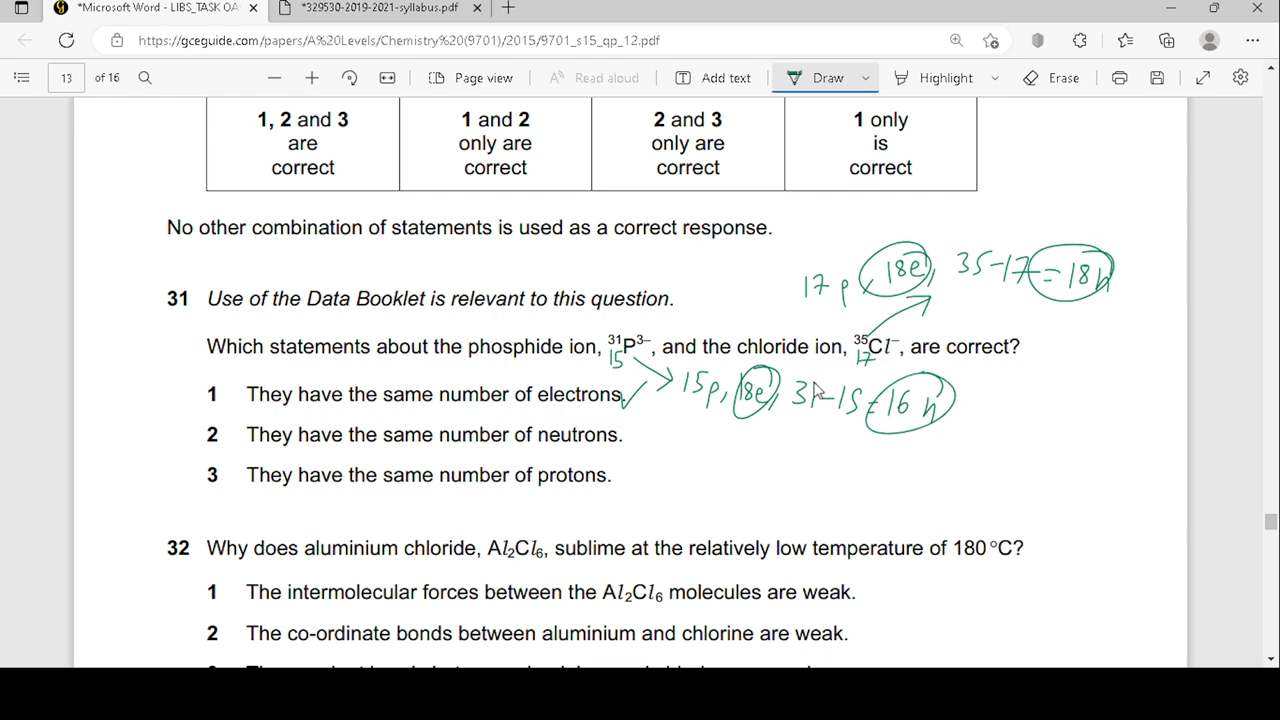 *Microsoft Word - LIBS_TASK OA
*329530-2019-2021-syllabus.pdf
https://gceguide.com/papers/A%20Levels/Chemistry%20(9701)/2015/9701_s15_qp_12.pdf
13 of 16
Page view
Read aloud
Add text
Draw
Highlight
Erase
1, 2 and 3 are correct
1 and 2 only are correct
2 and 3 only are correct
1 only is correct
No other combination of statements is used as a correct response.
17 p, 18e⁻, 35-17 = 18n
31 Use of the Data Booklet is relevant to this question.
Which statements about the phosphide ion, ³¹P³⁻, and the chloride ion, ³⁵Cl⁻, are correct?
15
17
1 They have the same number of electrons.
15p, 18e⁻, 31-15 = 16 n
2 They have the same number of neutrons.
3 They have the same number of protons.
32 Why does aluminium chloride, Al₂Cl₆, sublime at the relatively low temperature of 180 °C?
1 The intermolecular forces between the Al₂Cl₆ molecules are weak.
2 The co-ordinate bonds between aluminium and chlorine are weak.